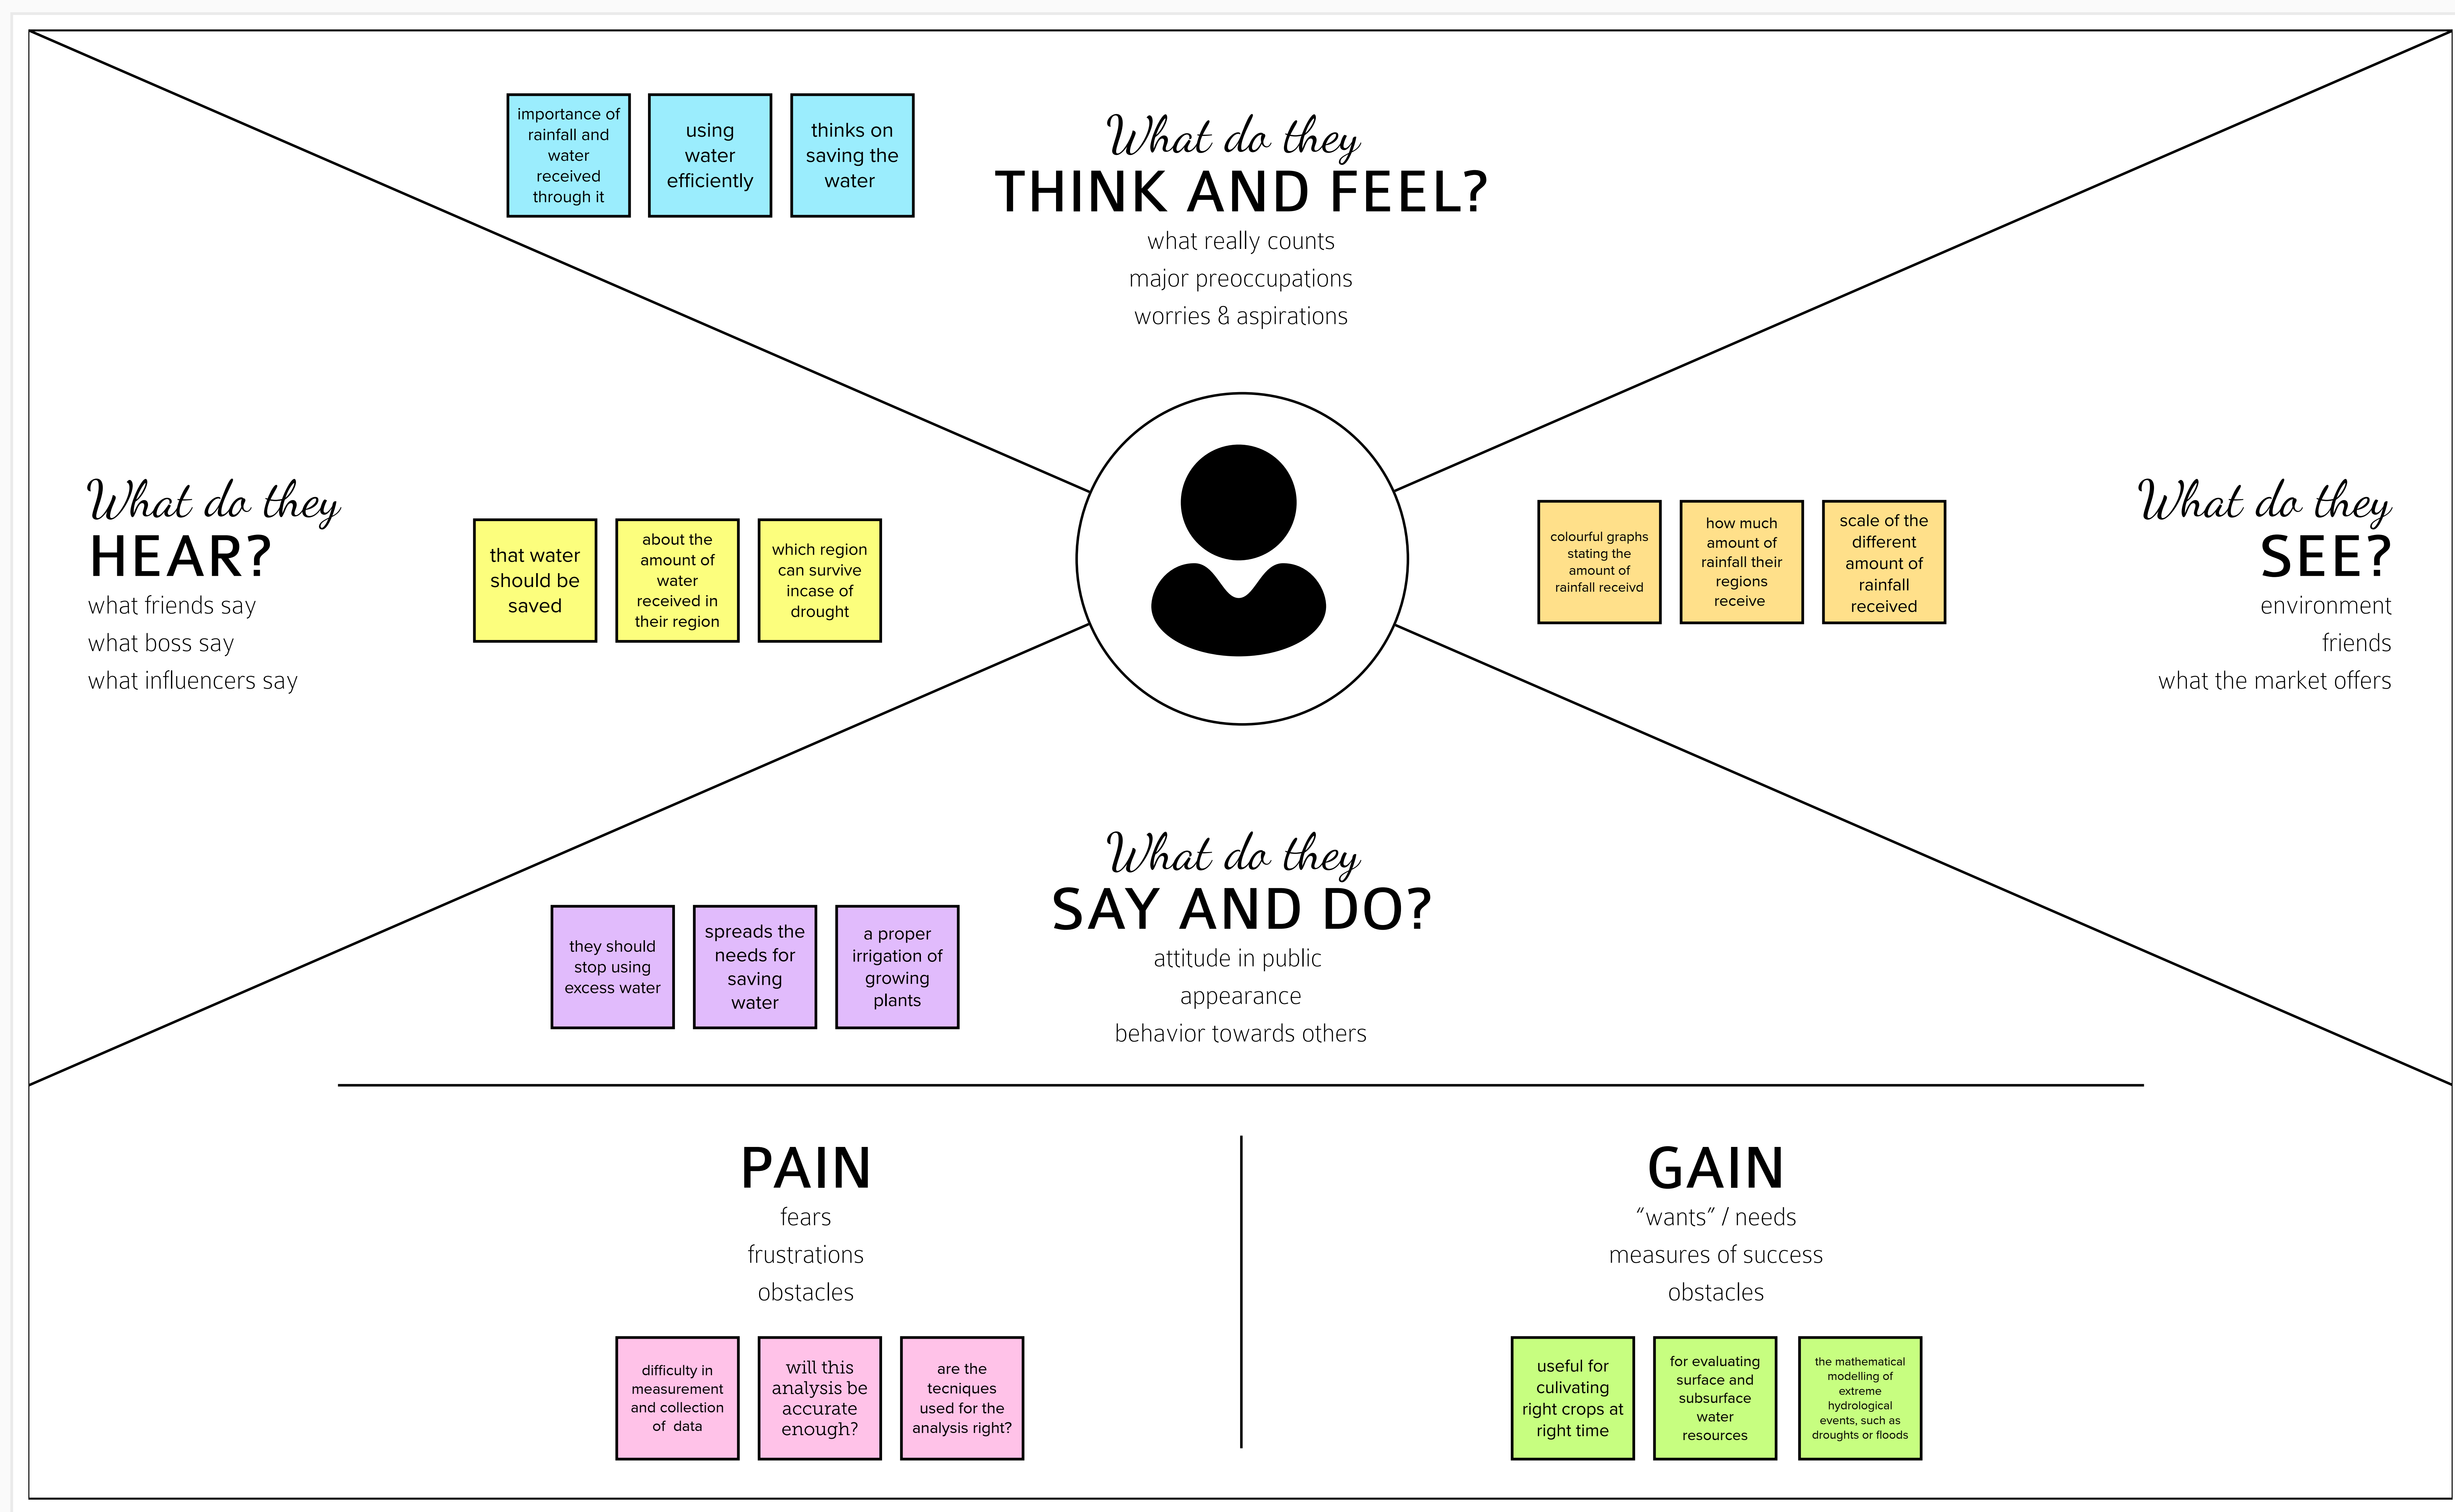 importance of
rainfall and
water
received
through it
using
water
efficiently
thinks on
saving the
water
What do they
THINK AND FEEL?
what really counts
major preoccupations
worries & aspirations
What do they
HEAR?
what friends say
what boss say
what influencers say
that water
should be
saved
about the
amount of
water
received in
their region
which region
can survive
incase of
drought
colourful graphs
stating the
amount of
rainfall receivd
how much
amount of
rainfall their
regions
receive
scale of the
different
amount of
rainfall
received
What do they
SEE?
environment
friends
what the market offers
they should
stop using
excess water
spreads the
needs for
saving
water
a proper
irrigation of
growing
plants
What do they
SAY AND DO?
attitude in public
appearance
behavior towards others
PAIN
fears
frustrations
obstacles
difficulty in
measurement
and collection
of data
will this
analysis be
accurate
enough?
are the
tecniques
used for the
analysis right?
GAIN
“wants” / needs
measures of success
obstacles
useful for
culivating
right crops at
right time
for evaluating
surface and
subsurface
water
resources
the mathematical
modelling of
extreme
hydrological
events, such as
droughts or floods